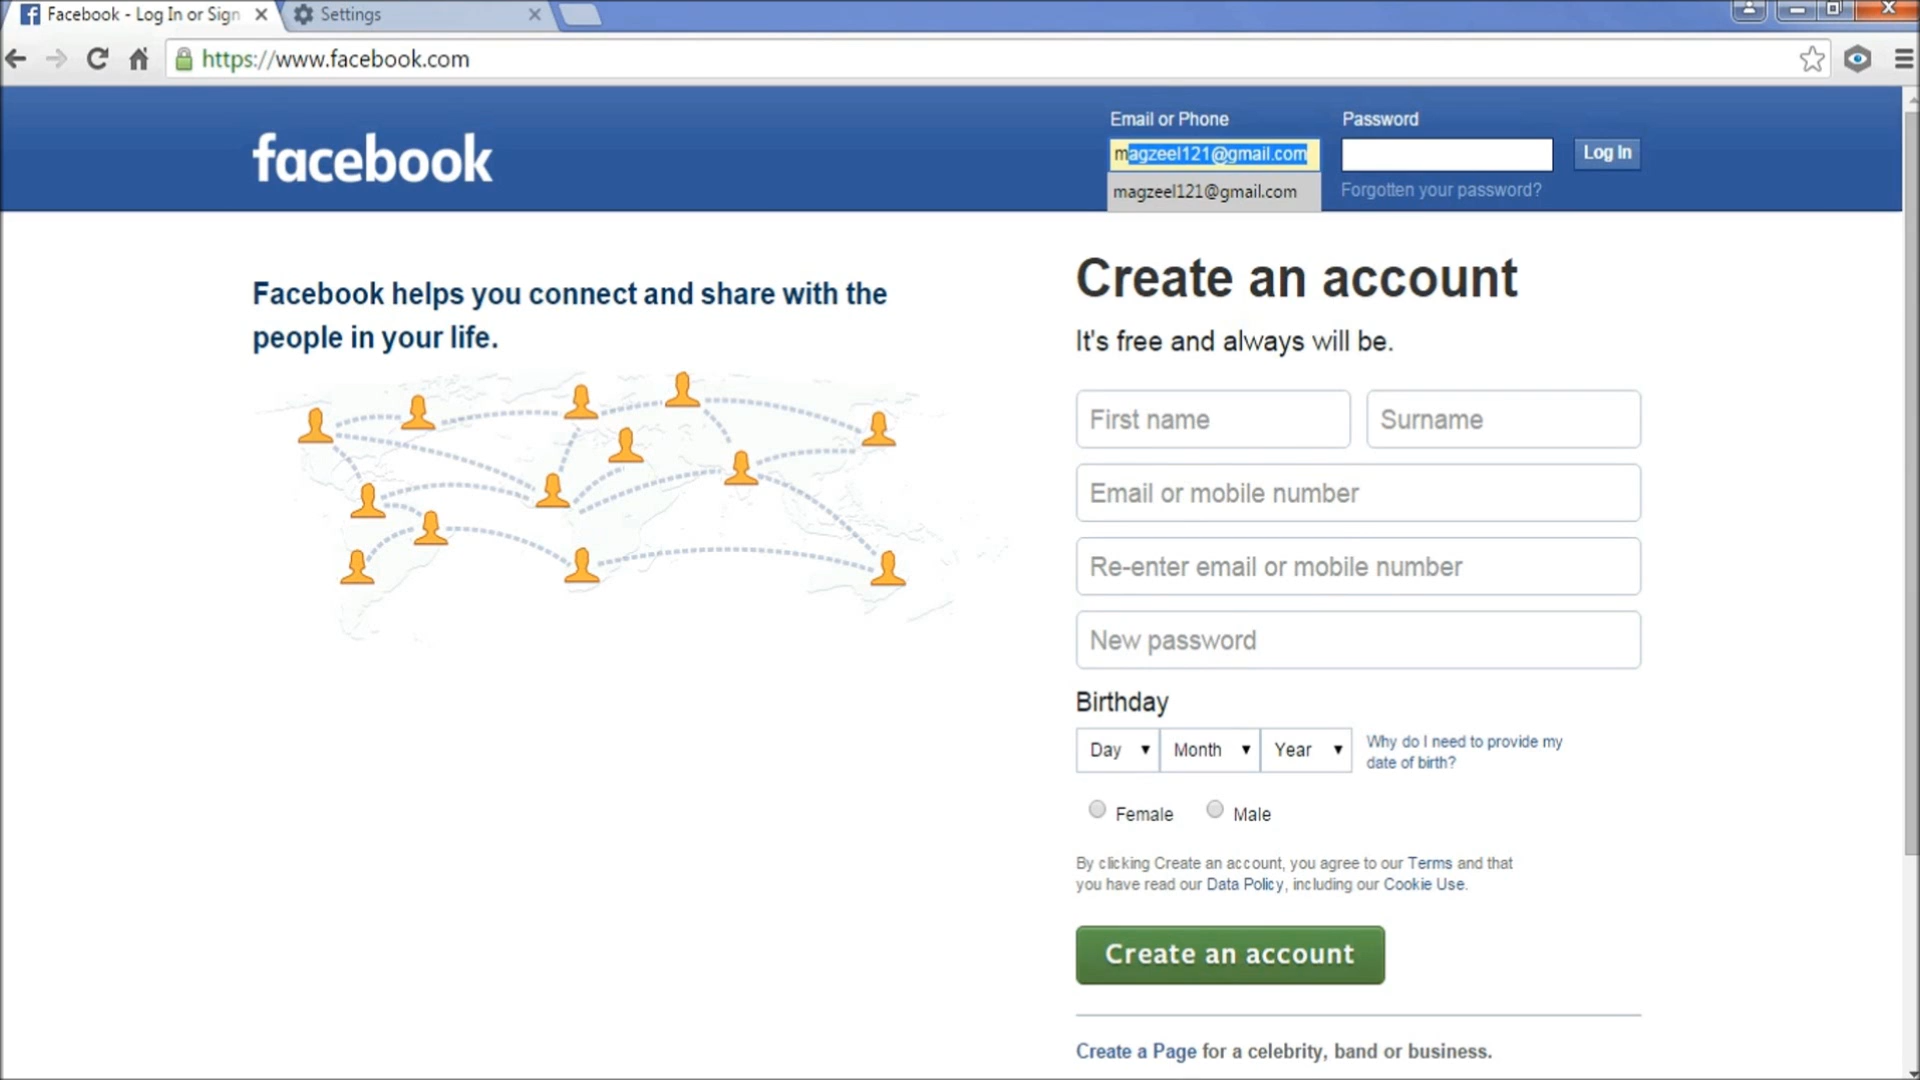 Facebook - Log In or Sign
Settings
https://www.facebook.com
Email or Phone
Password
facebook
magzeel121@gmail.com
Log In
magzeel121@gmail.com
Forgotten your password?
Create an account
Facebook helps you connect and share with the
people in your life.
It's free and always will be.
First name
Surname
Email or mobile number
Re-enter email or mobile number
New password
Birthday
Day
Month
Year
Why do I need to provide my
date of birth?
Female
Male
By clicking Create an account, you agree to our Terms and that
you have read our Data Policy, including our Cookie Use.
Create an account
Create a Page for a celebrity, band or business.